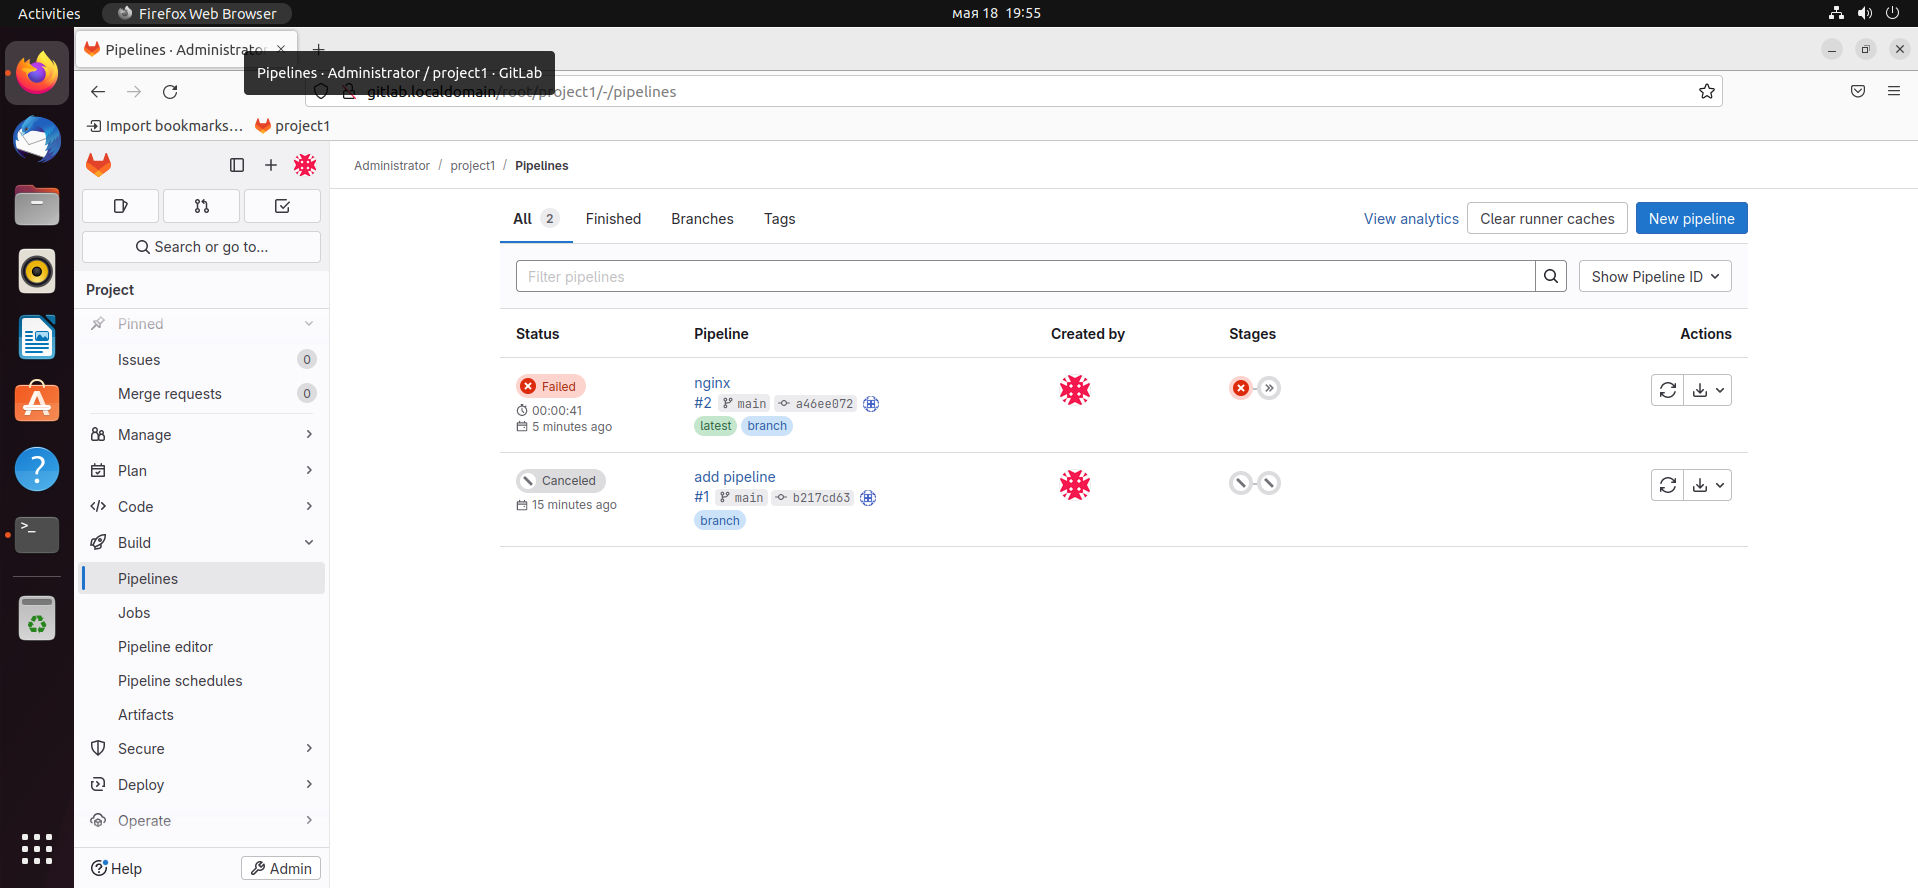 Activities
Firefox Web Browser
мая 18 19:55
Pipelines · Administrato
Pipelines · Administrator / project1 · GitLab
gitlab.localdomain/root/project1/-/pipelines
Import bookmarks...
project1
Administrator / project1 / Pipelines
Search or go to...
Project
Pinned
Issues 0
Merge requests 0
Manage
Plan
Code
Build
Pipelines
Jobs
Pipeline editor
Pipeline schedules
Artifacts
Secure
Deploy
Operate
Help
Admin
All 2
Finished
Branches
Tags
View analytics
Clear runner caches
New pipeline
Filter pipelines
Show Pipeline ID
Status Pipeline Created by Stages Actions
Failed
00:00:41
5 minutes ago
nginx
#2 main a46ee072
latest branch
Canceled
15 minutes ago
add pipeline
#1 main b217cd63
branch